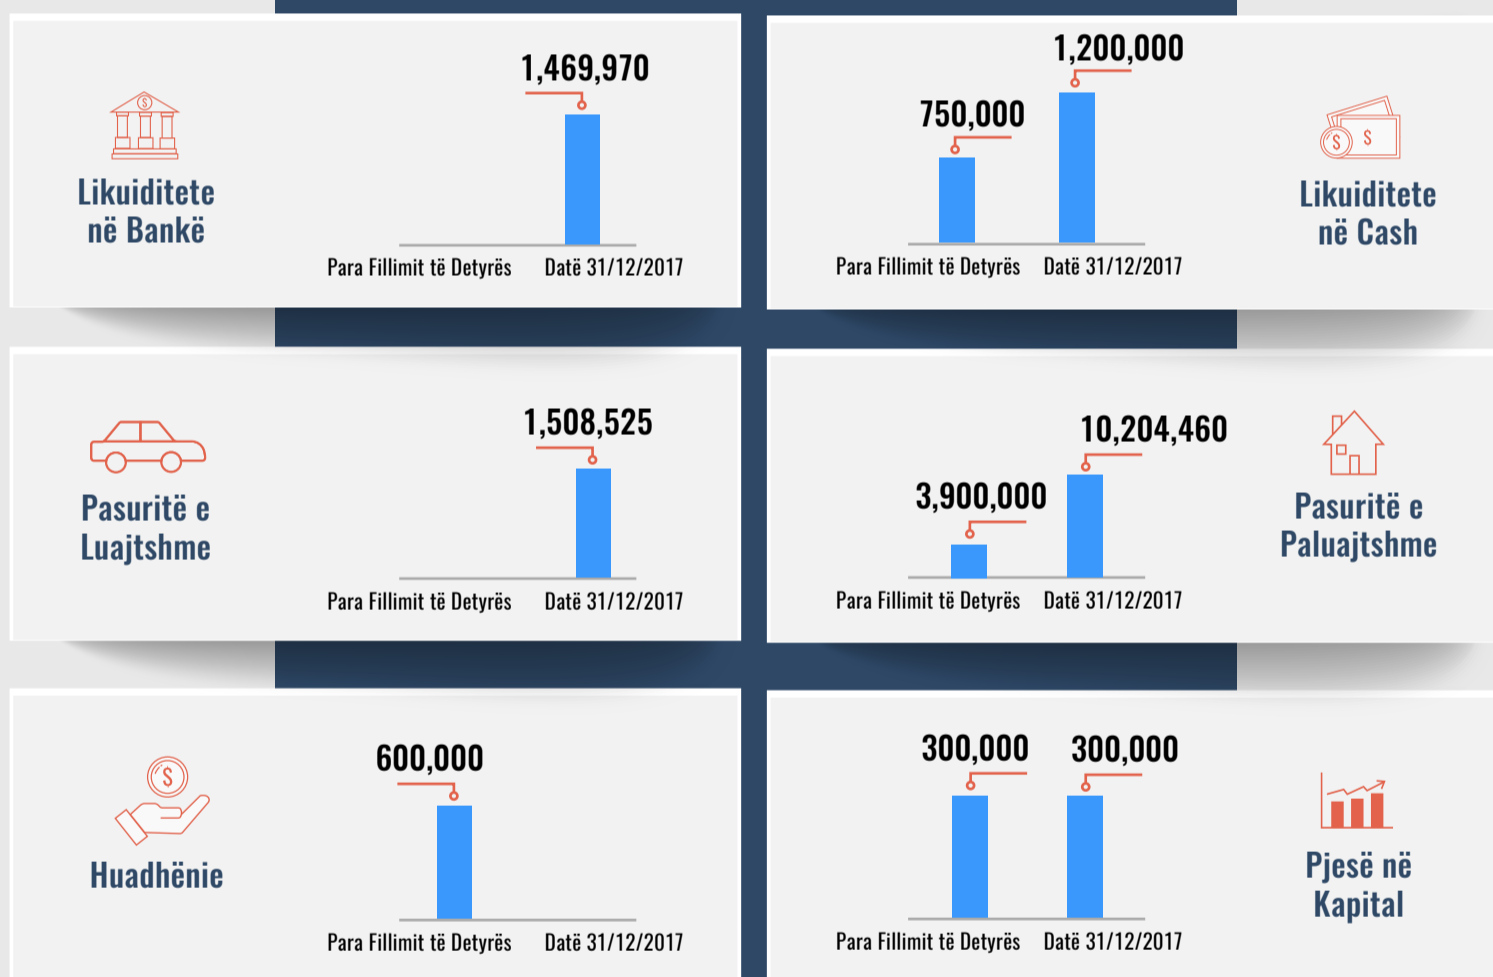 1,469,970
Likuiditete
në Bankë
Para Fillimit të Detyrës Datë 31/12/2017
1,200,000
750,000
$
$
$
Likuiditete
në Cash
Para Fillimit të Detyrës Datë 31/12/2017
1,508,525
Pasuritë e
Luajtshme
Para Fillimit të Detyrës Datë 31/12/2017
10,204,460
3,900,000
Pasuritë e
Paluajtshme
Para Fillimit të Detyrës Datë 31/12/2017
600,000
$
Huadhënie
Para Fillimit të Detyrës Datë 31/12/2017
300,000 300,000
Pjesë në
Kapital
Para Fillimit të Detyrës Datë 31/12/2017